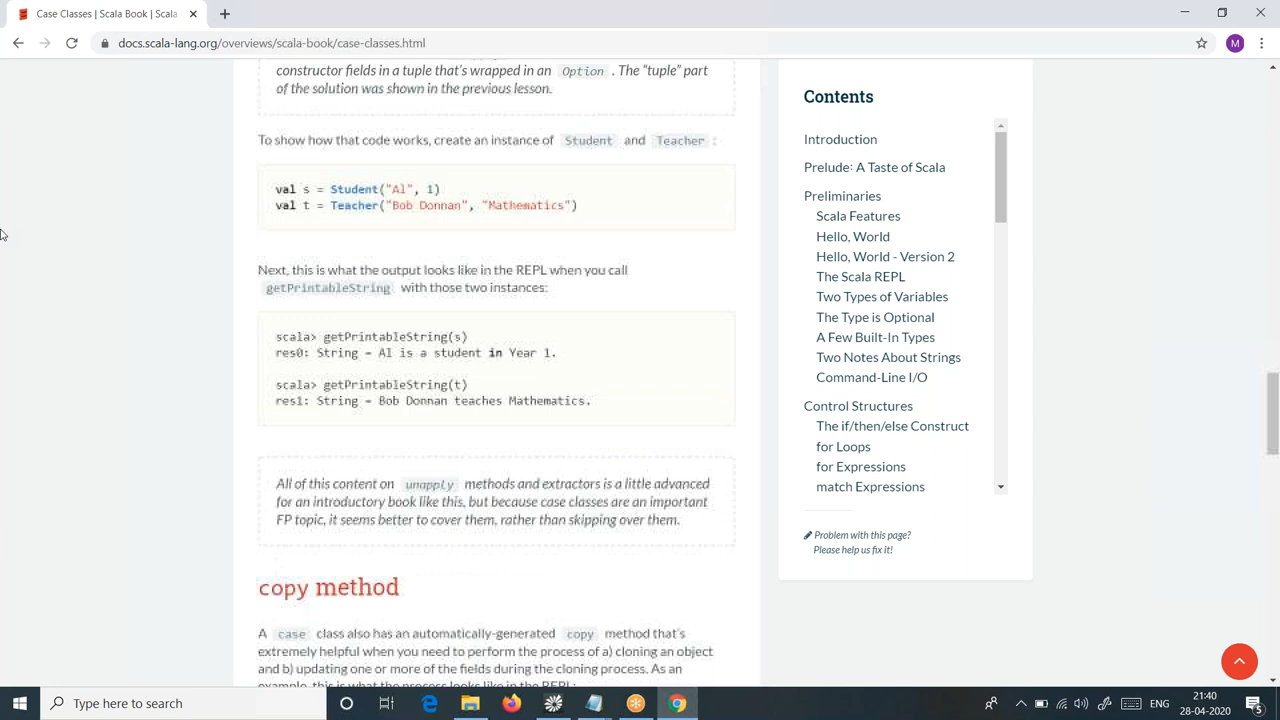 Case Classes | Scala Book | Scala
docs.scala-lang.org/overviews/scala-book/case-classes.html
M
constructor fields in a tuple that's wrapped in an Option . The “tuple” part
of the solution was shown in the previous lesson.
To show how that code works, create an instance of Student and Teacher :
val s = Student("Al", 1)
val t = Teacher("Bob Donnan", "Mathematics")
Next, this is what the output looks like in the REPL when you call
getPrintableString with those two instances:
scala> getPrintableString(s)
res0: String = Al is a student in Year 1.
scala> getPrintableString(t)
res1: String = Bob Donnan teaches Mathematics.
All of this content on unapply methods and extractors is a little advanced
for an introductory book like this, but because case classes are an important
FP topic, it seems better to cover them, rather than skipping over them.
copy method
A case class also has an automatically-generated copy method that's
extremely helpful when you need to perform the process of a) cloning an object
and b) updating one or more of the fields during the cloning process. As an
example, this is what the process looks like in the REPL:
Contents
Introduction
Prelude: A Taste of Scala
Preliminaries
Scala Features
Hello, World
Hello, World - Version 2
The Scala REPL
Two Types of Variables
The Type is Optional
A Few Built-In Types
Two Notes About Strings
Command-Line I/O
Control Structures
The if/then/else Construct
for Loops
for Expressions
match Expressions
Problem with this page?
Please help us fix it!
Type here to search
ENG
21:40
28-04-2020
5